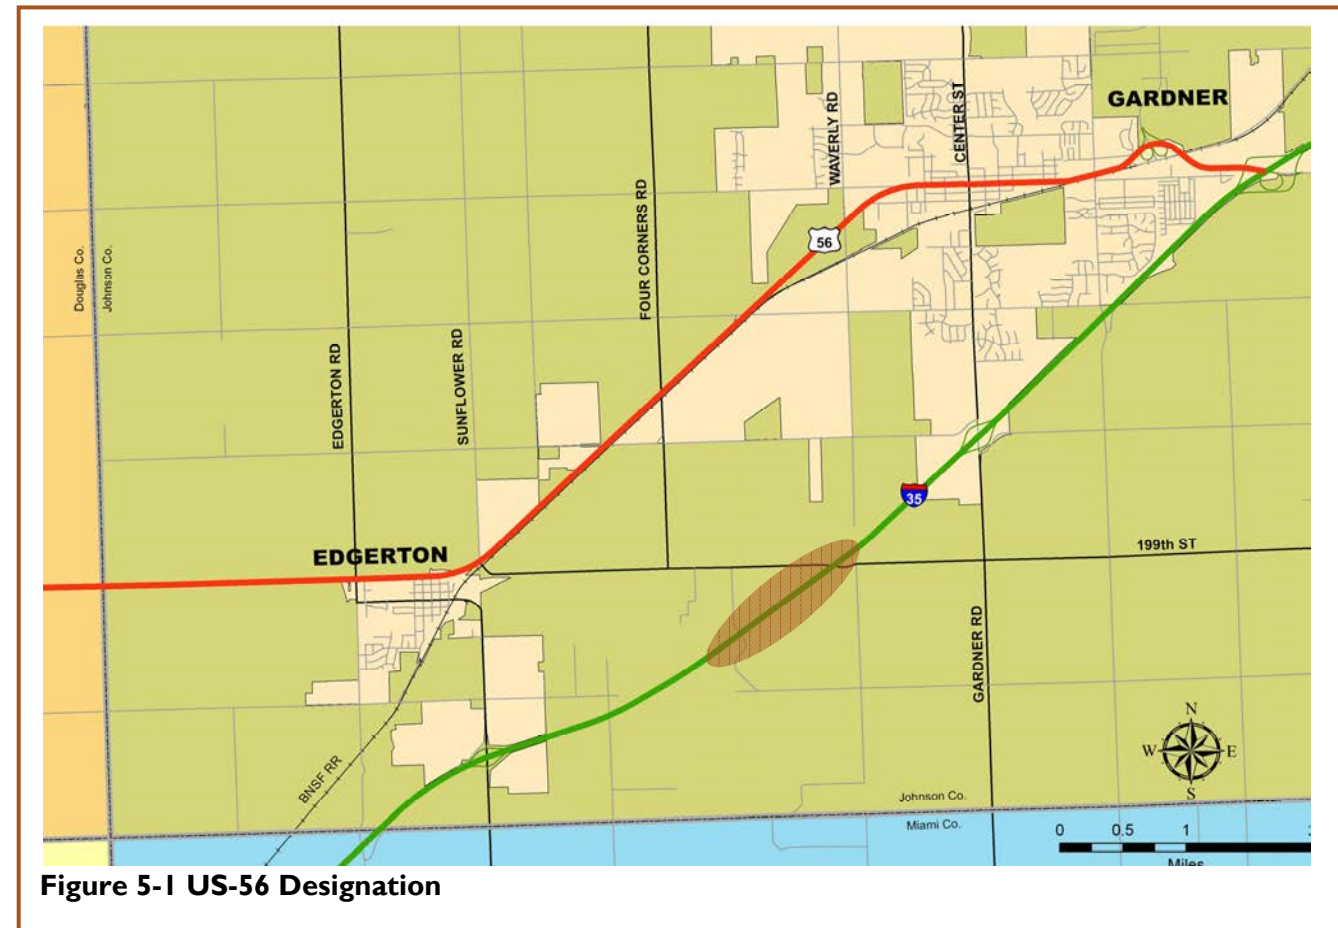 GARDNER
WAVERLY RD
CENTER ST
FOUR CORNERS RD
56
Douglas Co.
Johnson Co.
EDGERTON RD
SUNFLOWER RD
35
EDGERTON
199th ST
GARDNER RD
N
W E
S
BNSF RR
Johnson Co.
Miami Co.
0 0.5 1
Miles
Figure 5-1 US-56 Designation